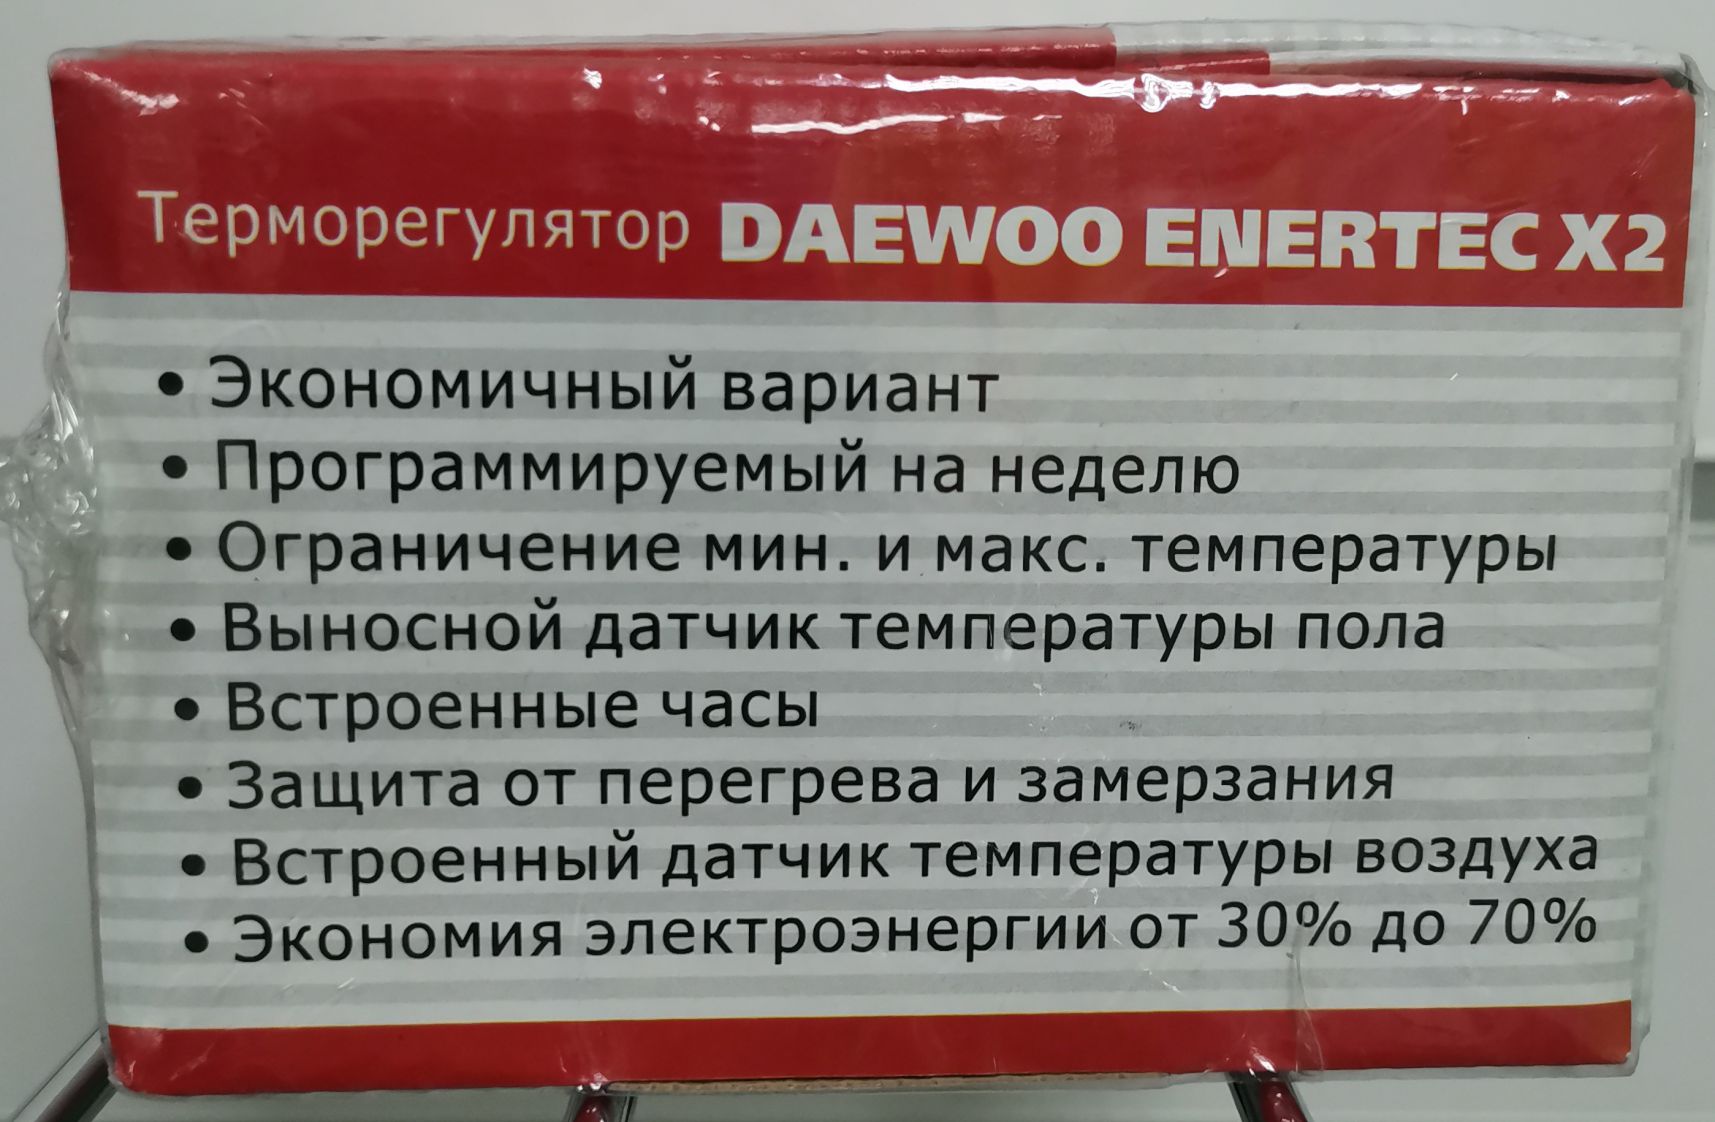 Терморегулятор DAEWOO ENERTEC X2
• Экономичный вариант
• Программируемый на неделю
• Ограничение мин. и макс. температуры
• Выносной датчик температуры пола
• Встроенные часы
• Защита от перегрева и замерзания
• Встроенный датчик температуры воздуха
• Экономия электроэнергии от 30% до 70%